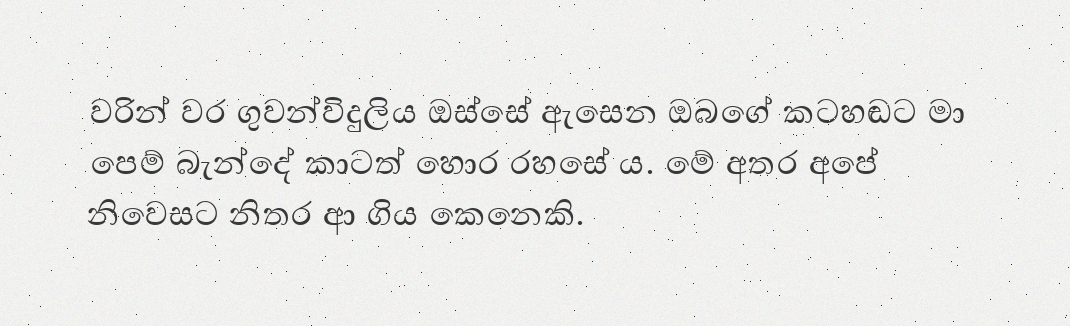 වරින් වර ගුවන්විදුලිය ඔස්සේ ඇසෙන ඔබගේ කටහඬට මා
පෙම් බැන්දේ කාටත් හොර රහසේ ය. මේ අතර අපේ
නිවෙසට නිතර ආ ගිය කෙනෙකි.